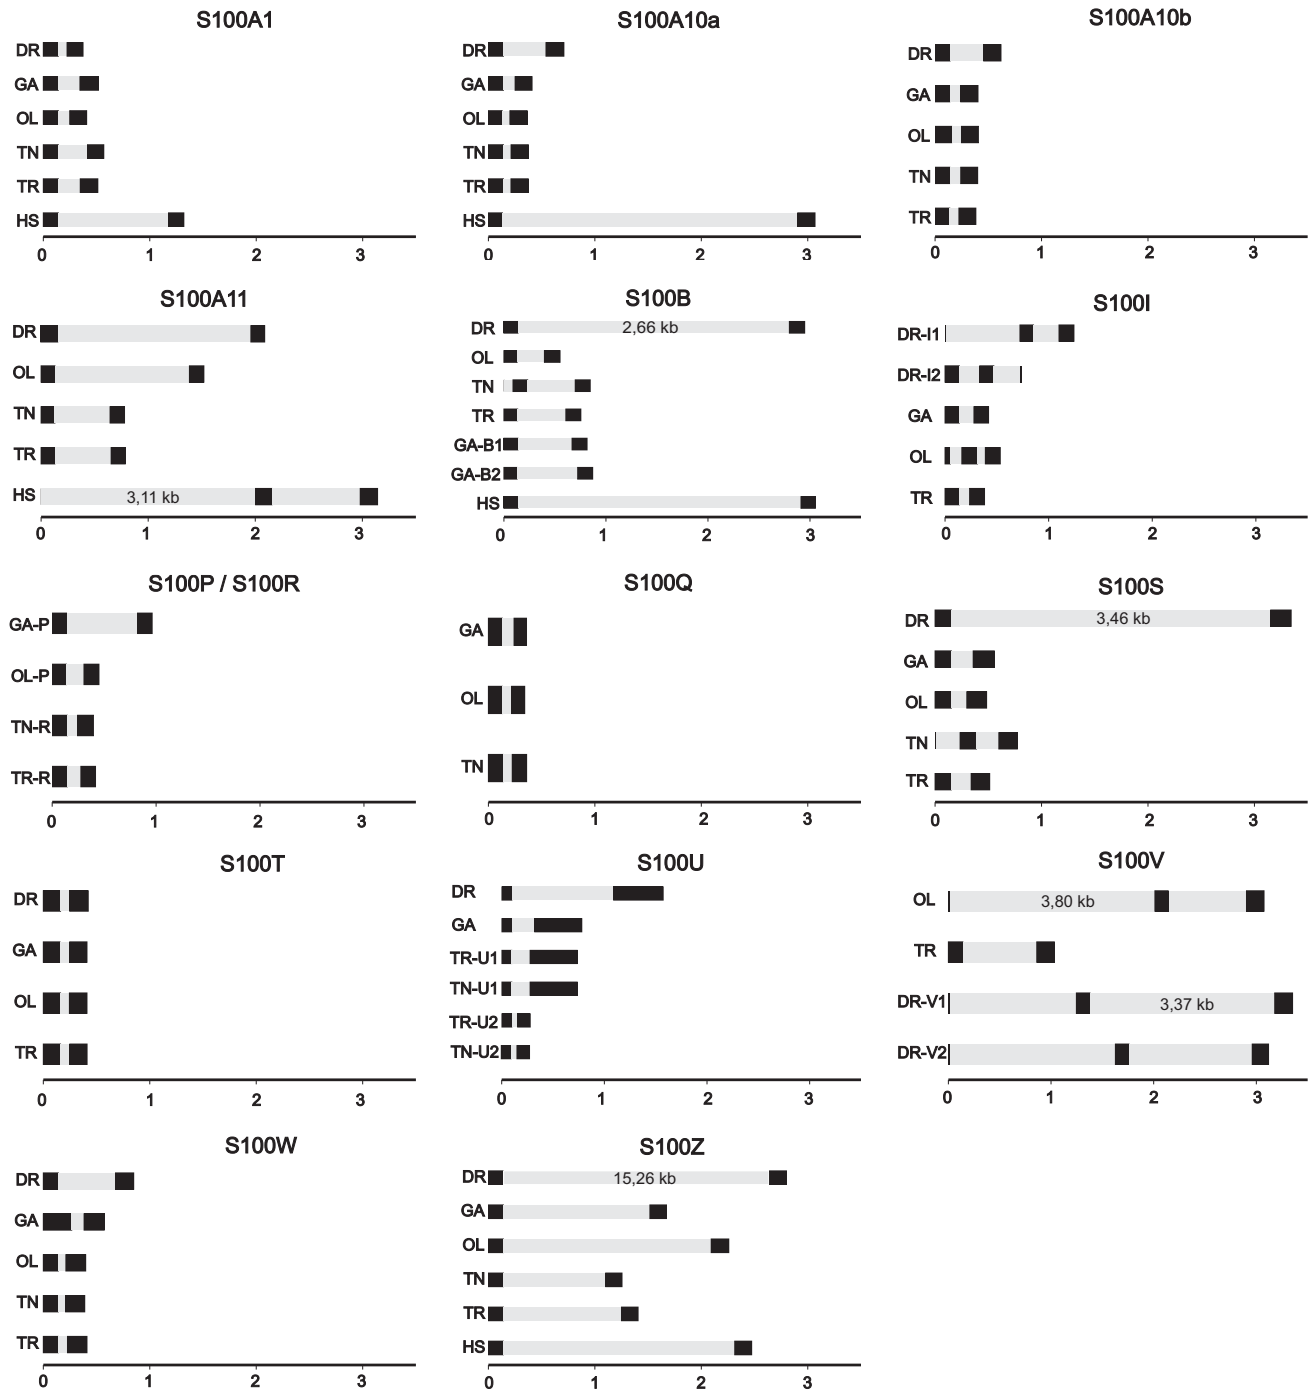 S100A1
DR
GA
OL
TN
TR
HS
0 1 2 3
S100A10a
DR
GA
OL
TN
TR
HS
0 1 2 3
S100A10b
DR
GA
OL
TN
TR
0 1 2 3
S100A11
DR
OL
TN
TR
HS 3,11 kb
0 1 2 3
S100B
DR 2,66 kb
OL
TN
TR
GA-B1
GA-B2
HS
0 1 2 3
S100I
DR-I1
DR-I2
GA
OL
TR
0 1 2 3
S100P / S100R
GA-P
OL-P
TN-R
TR-R
0 1 2 3
S100Q
GA
OL
TN
0 1 2 3
S100S
DR 3,46 kb
GA
OL
TN
TR
0 1 2 3
S100T
DR
GA
OL
TR
0 1 2 3
S100U
DR
GA
TR-U1
TN-U1
TR-U2
TN-U2
0 1 2 3
S100V
OL 3,80 kb
TR
DR-V1 3,37 kb
DR-V2
0 1 2 3
S100W
DR
GA
OL
TN
TR
0 1 2 3
S100Z
DR 15,26 kb
GA
OL
TN
TR
HS
0 1 2 3